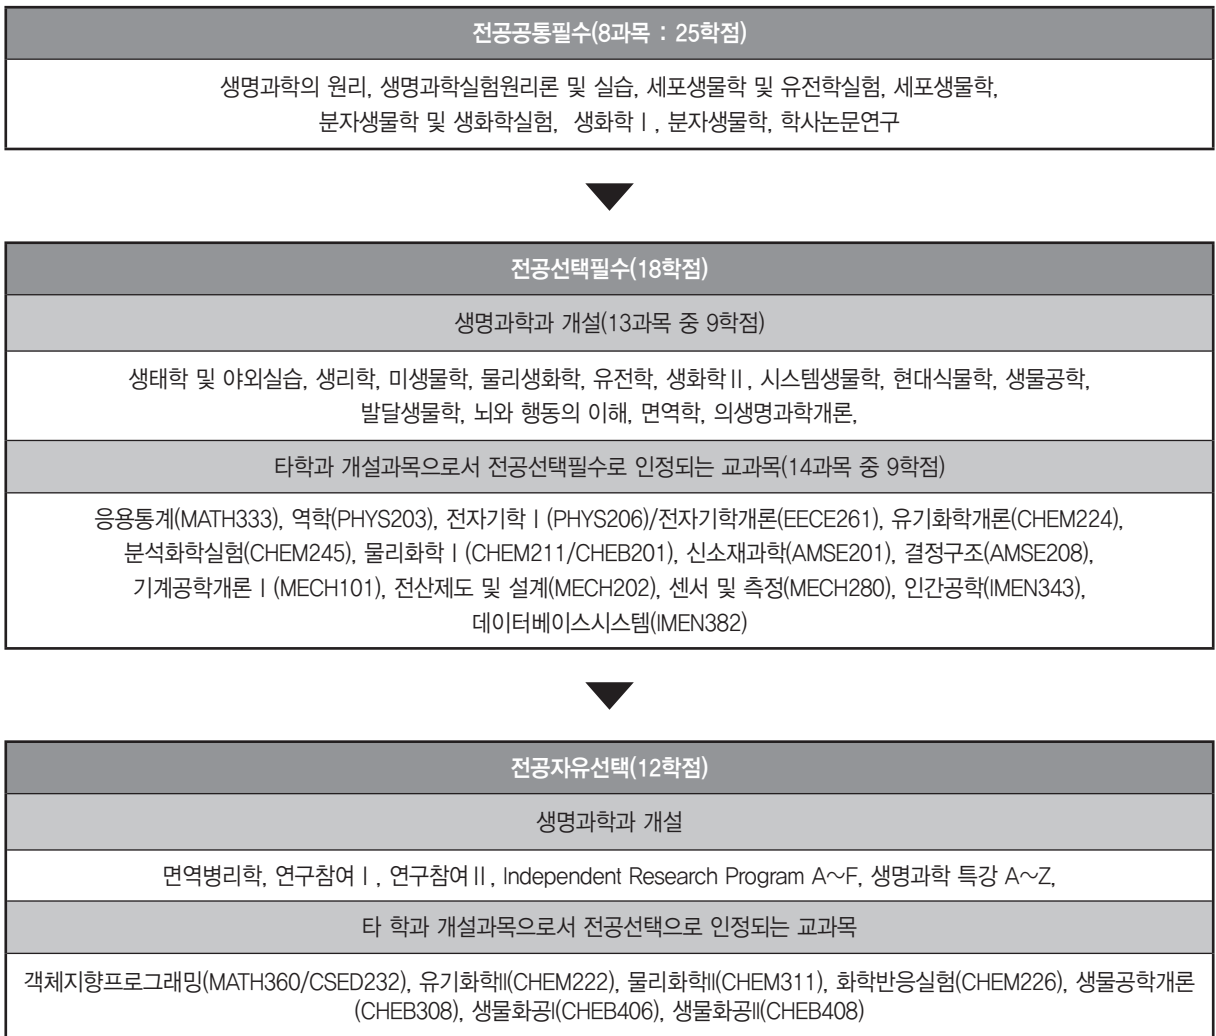 전공공통필수(8과목 : 25학점)
생명과학의 원리, 생명과학실험원리론 및 실습, 세포생물학 및 유전학실험, 세포생물학,
분자생물학 및 생화학실험, 생화학Ⅰ, 분자생물학, 학사논문연구
전공선택필수(18학점)
생명과학과 개설(13과목 중 9학점)
생태학 및 야외실습, 생리학, 미생물학, 물리생화학, 유전학, 생화학Ⅱ, 시스템생물학, 현대식물학, 생물공학,
발달생물학, 뇌와 행동의 이해, 면역학, 의생명과학개론,
타학과 개설과목으로서 전공선택필수로 인정되는 교과목(14과목 중 9학점)
응용통계(MATH333), 역학(PHYS203), 전자기학Ⅰ(PHYS206)/전자기학개론(EECE261), 유기화학개론(CHEM224),
분석화학실험(CHEM245), 물리화학Ⅰ(CHEM211/CHEB201), 신소재과학(AMSE201), 결정구조(AMSE208),
기계공학개론Ⅰ(MECH101), 전산제도 및 설계(MECH202), 센서 및 측정(MECH280), 인간공학(IMEN343),
데이터베이스시스템(IMEN382)
전공자유선택(12학점)
생명과학과 개설
면역병리학, 연구참여Ⅰ, 연구참여Ⅱ, Independent Research Program A~F, 생명과학 특강 A~Z,
타 학과 개설과목으로서 전공선택으로 인정되는 교과목
객체지향프로그래밍(MATH360/CSED232), 유기화학II(CHEM222), 물리화학II(CHEM311), 화학반응실험(CHEM226), 생물공학개론
(CHEB308), 생물화공I(CHEB406), 생물화공II(CHEB408)